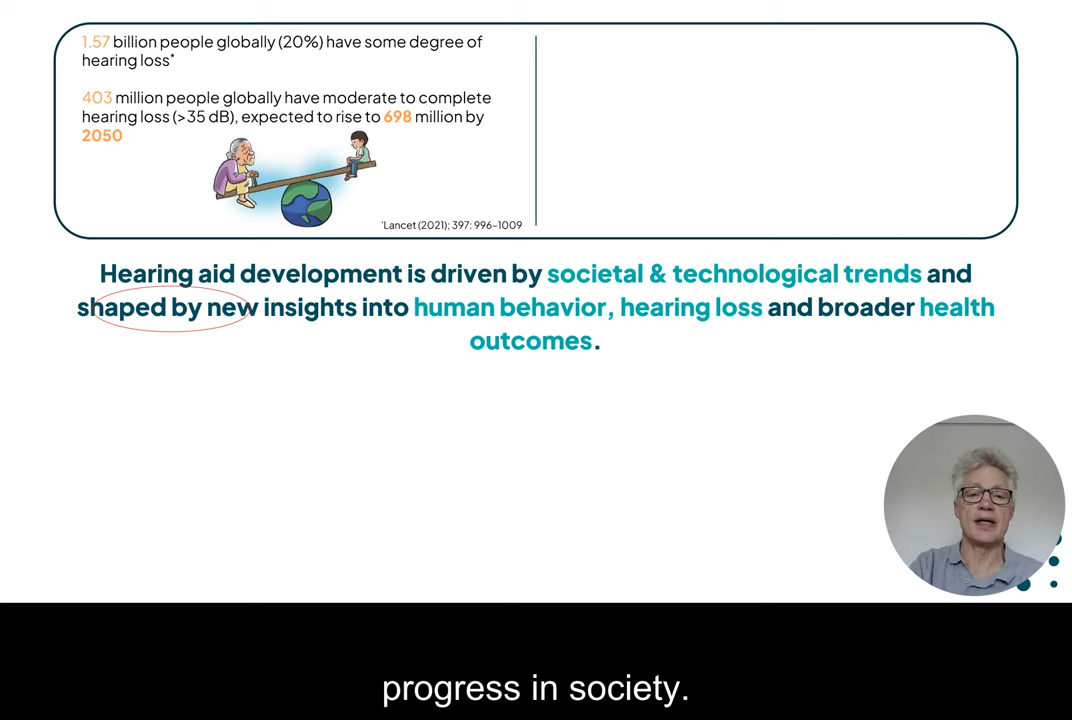 1.57 billion people globally (20%) have some degree of
hearing loss*
403 million people globally have moderate to complete
hearing loss (>35 dB), expected to rise to 698 million by
2050
*Lancet (2021); 397: 996–1009
Hearing aid development is driven by societal & technological trends and
shaped by new insights into human behavior, hearing loss and broader health
outcomes.
progress in society.